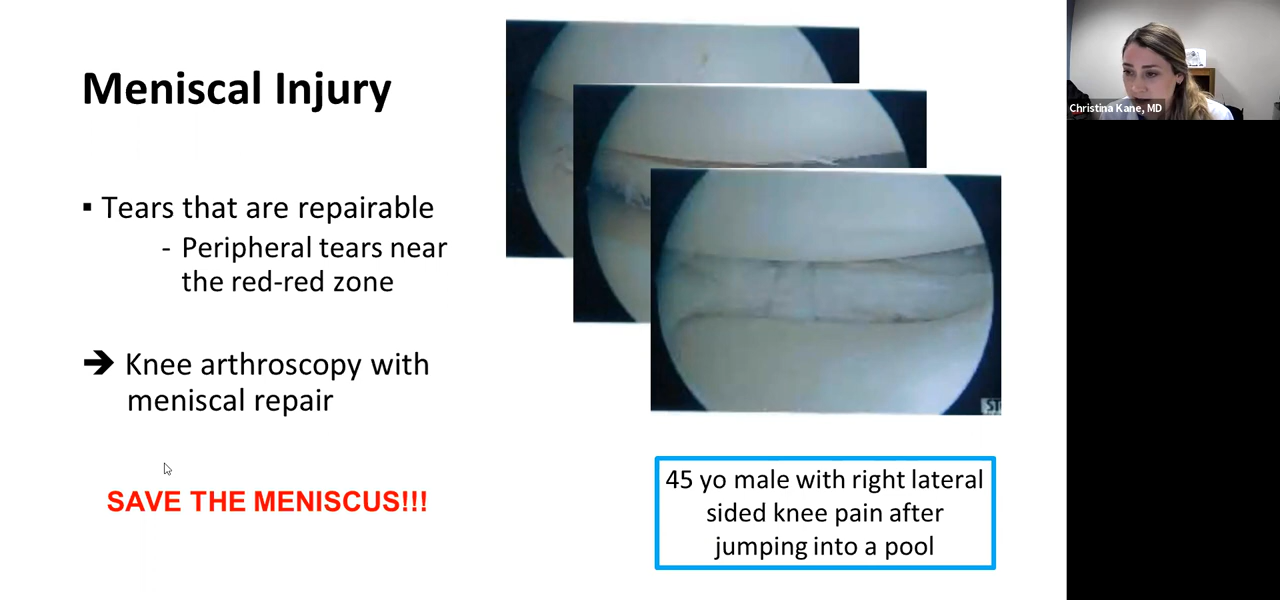 Meniscal Injury
▪ Tears that are repairable
- Peripheral tears near
the red-red zone
➔ Knee arthroscopy with
meniscal repair
SAVE THE MENISCUS!!!
45 yo male with right lateral
sided knee pain after
jumping into a pool
Christina Kane, MD